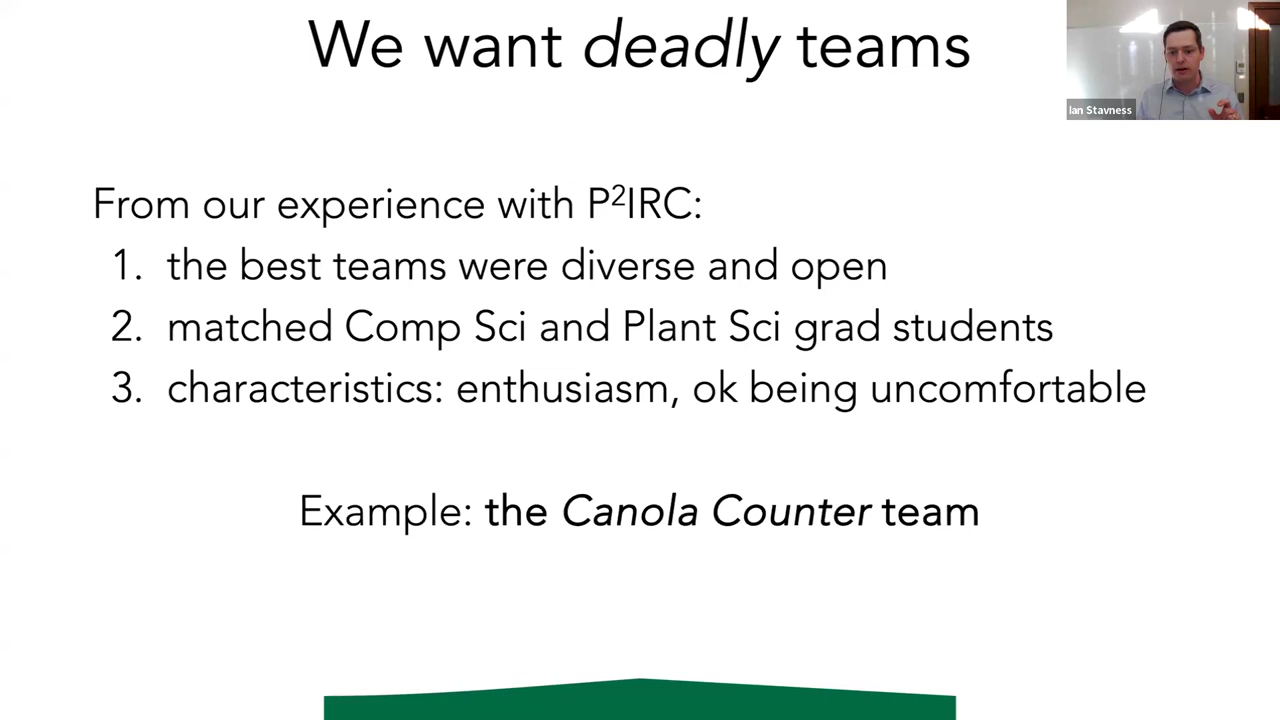 We want deadly teams
Ian Stavness
From our experience with P²IRC:
1. the best teams were diverse and open
2. matched Comp Sci and Plant Sci grad students
3. characteristics: enthusiasm, ok being uncomfortable
Example: the Canola Counter team